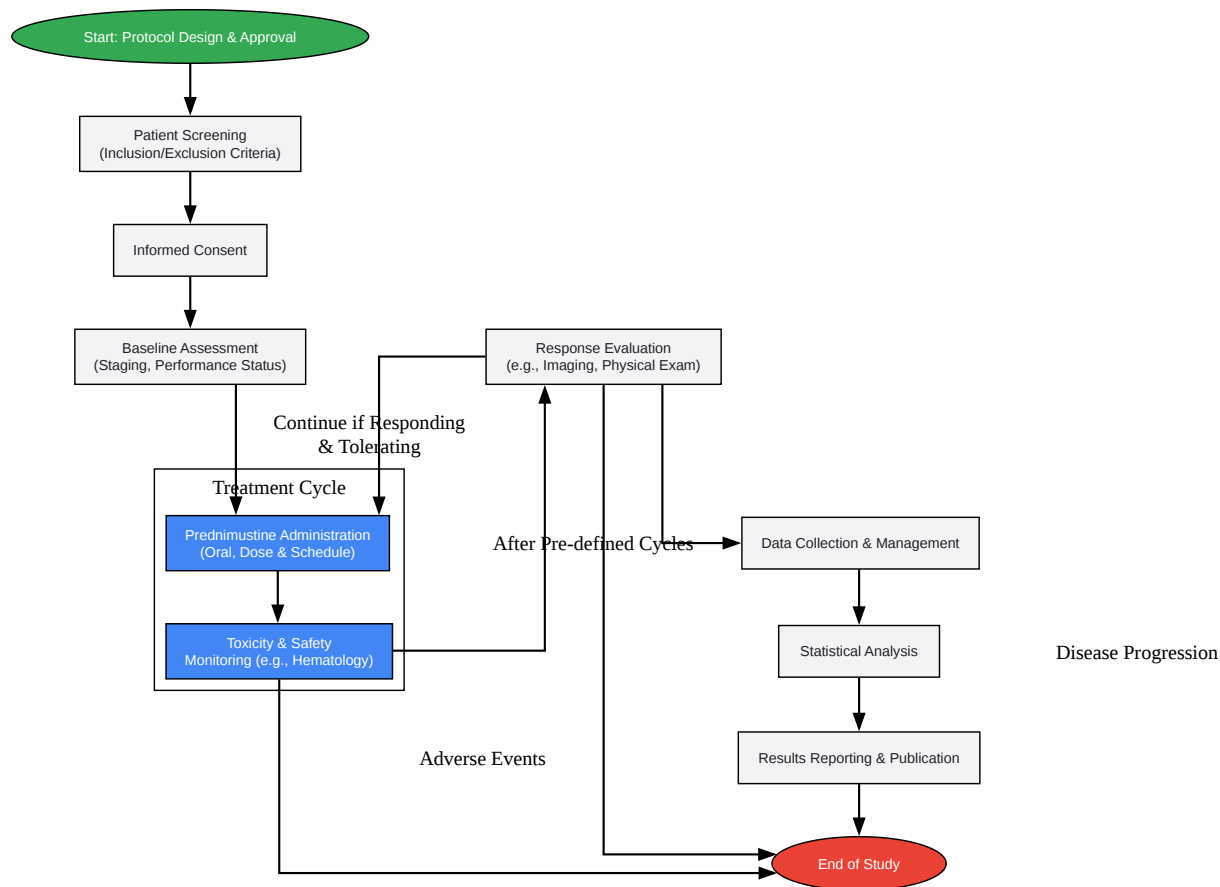 Start: Protocol Design & Approval
Patient Screening
(Inclusion/Exclusion Criteria)
Informed Consent
Baseline Assessment
(Staging, Performance Status)
Response Evaluation
(e.g., Imaging, Physical Exam)
Continue if Responding
& Tolerating
Treatment Cycle
Prednimustine Administration
(Oral, Dose & Schedule)
After Pre-defined Cycles
Data Collection & Management
Toxicity & Safety
Monitoring (e.g., Hematology)
Statistical Analysis
Disease Progression
Adverse Events
Results Reporting & Publication
End of Study